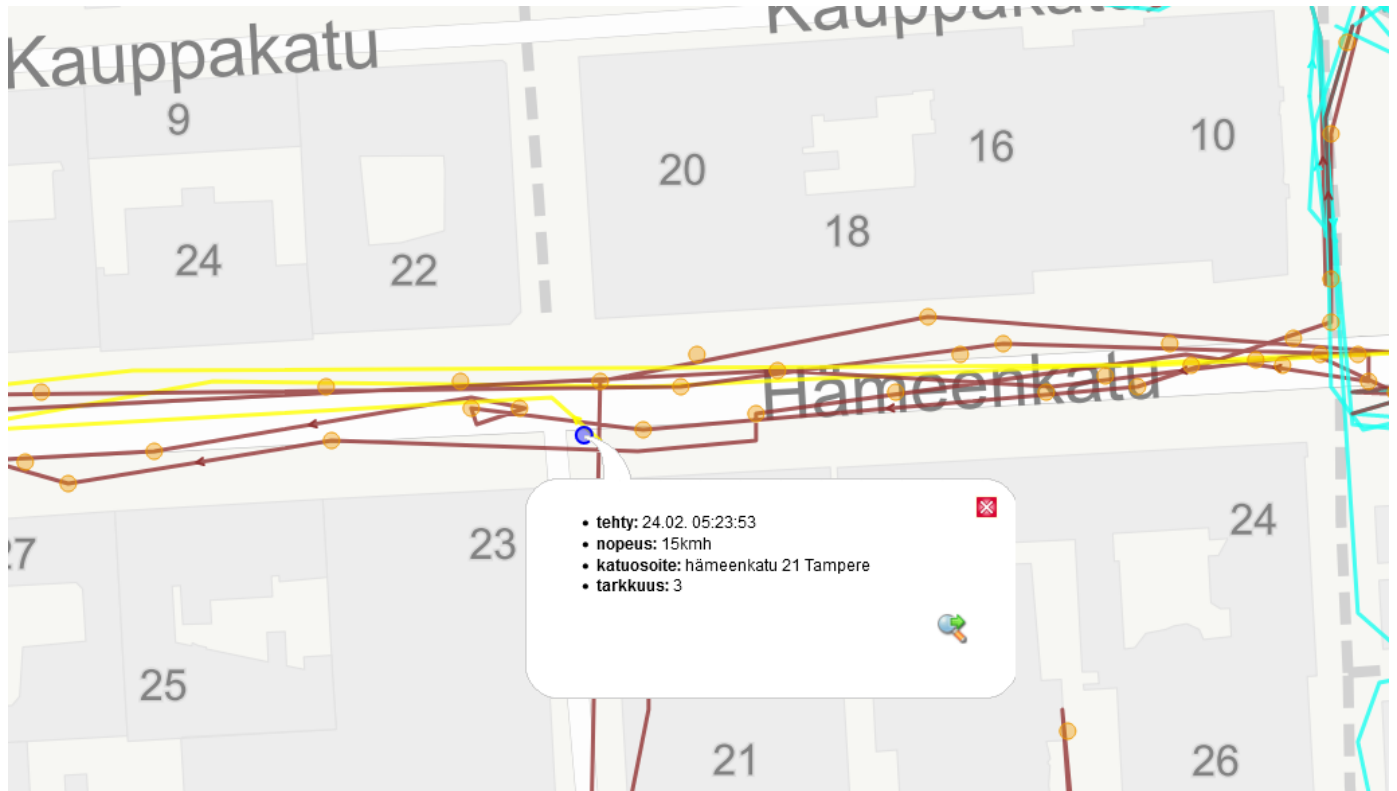 Kauppakatu
Kauppakatu
9
20
16
10
18
24
22
Hämeenkatu
tehty: 24.02. 05:23:53
nopeus: 15kmh
katuosoite: hämeenkatu 21 Tampere
tarkkuus: 3
27
23
24
25
21
26